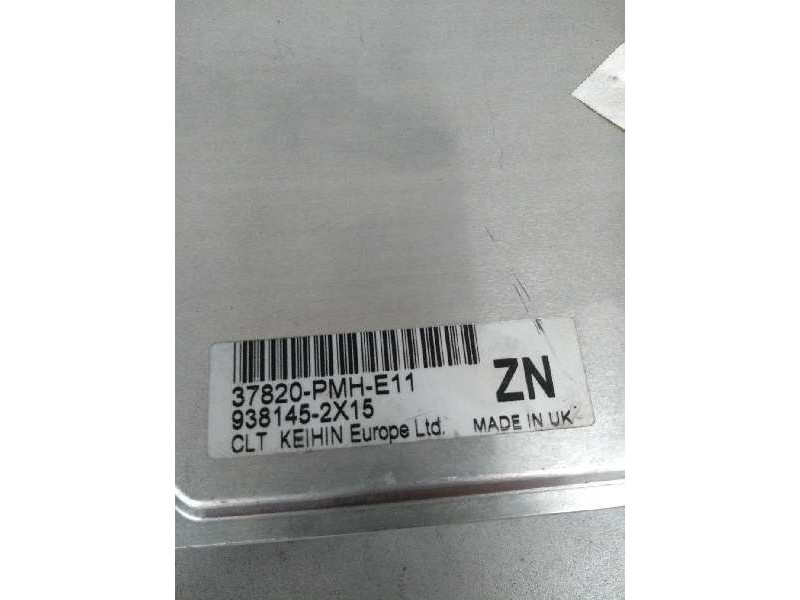 37820-PMH-E11
938145-2X15
CLT KEIHIN Europe Ltd.
ZN
MADE IN UK